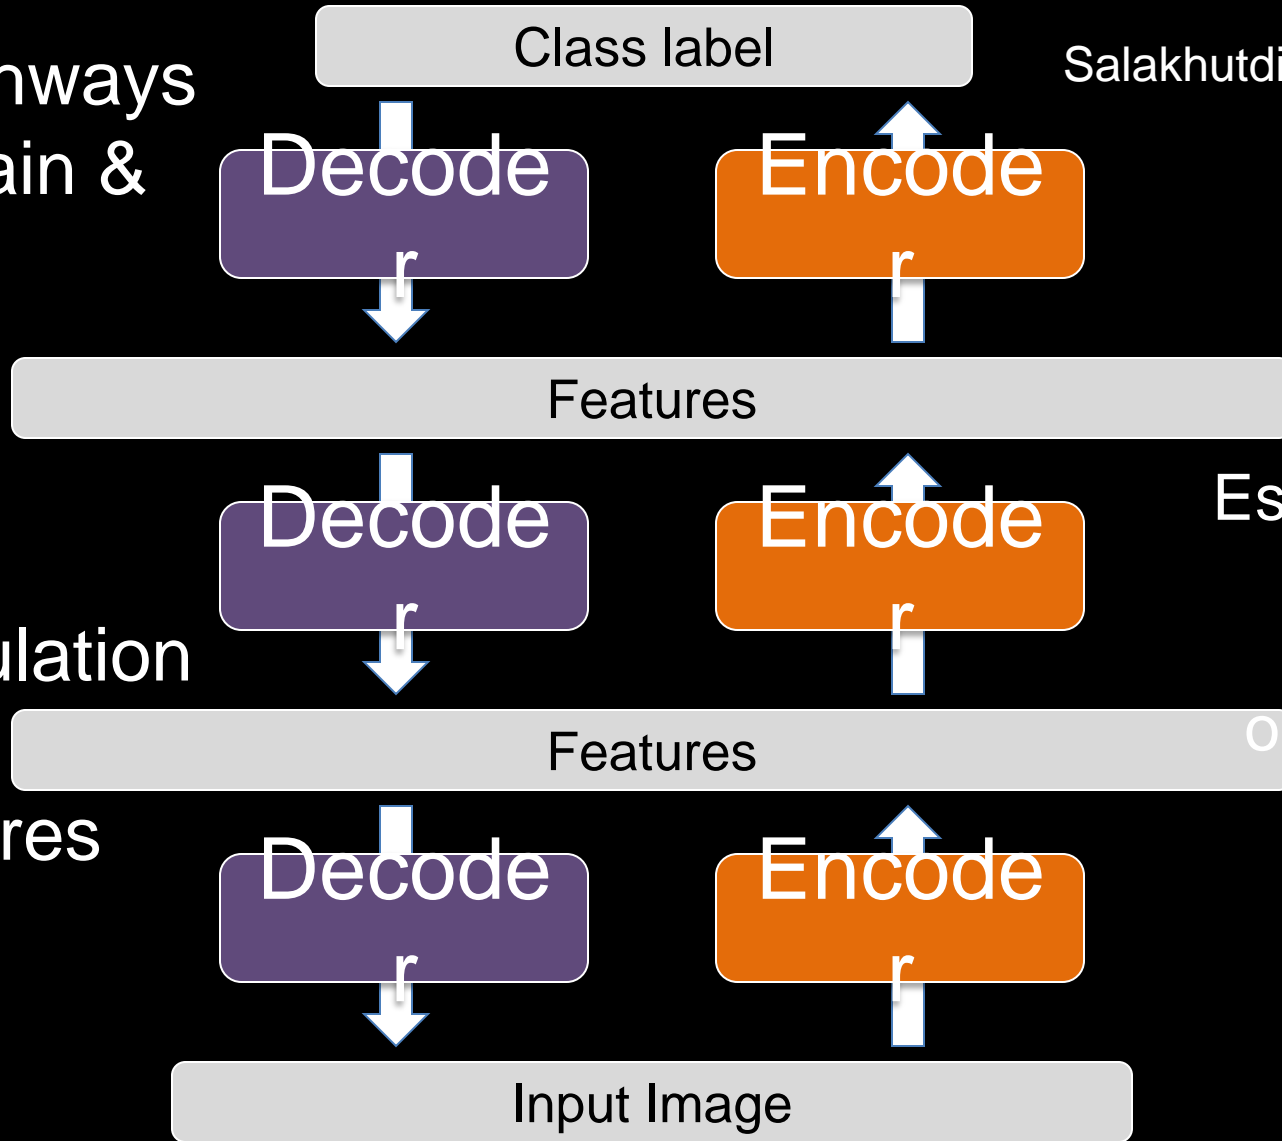 Class label
nways
ain &
Salakhutdi
Decode
r
Encode
r
Features
Decode
r
Encode
r
Es
ulation
Features
o
res
Decode
r
Encode
r
Input Image